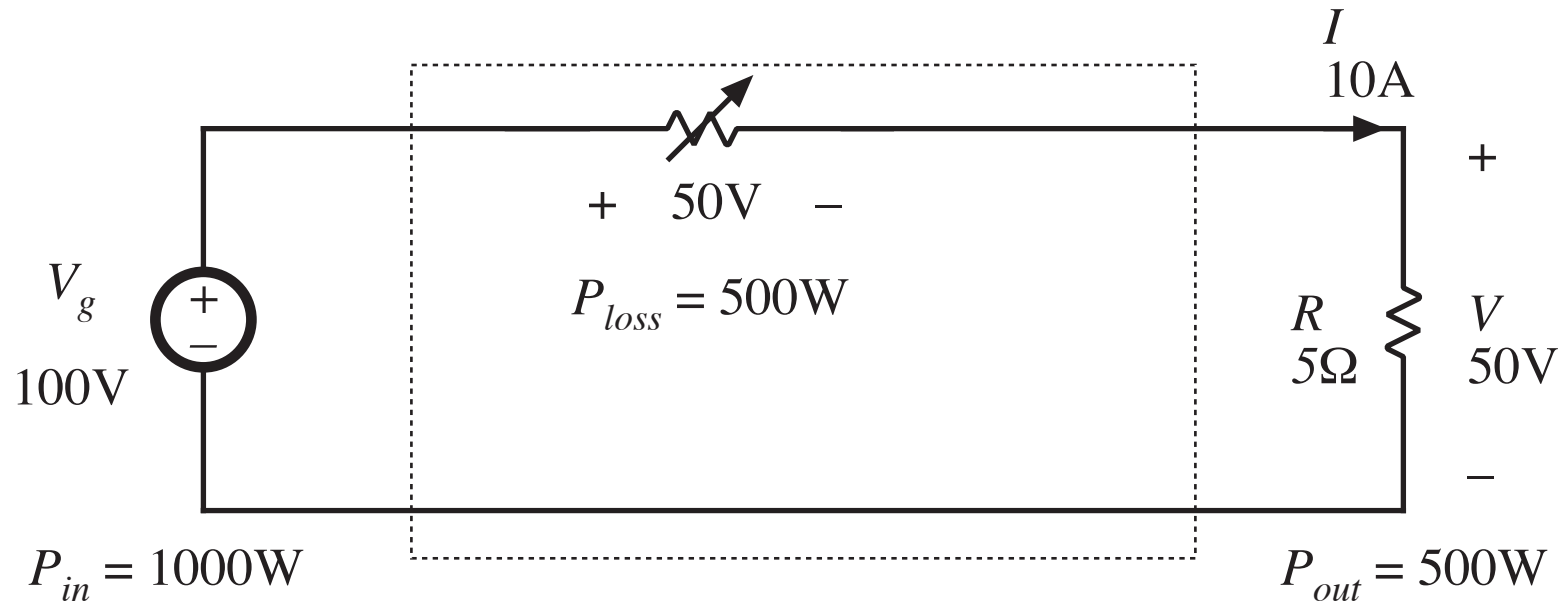 I
10A
+
+ 50V –
V_g
+
–
100V
P_loss = 500W
R
5Ω
V
50V
–
P_in = 1000W
P_out = 500W